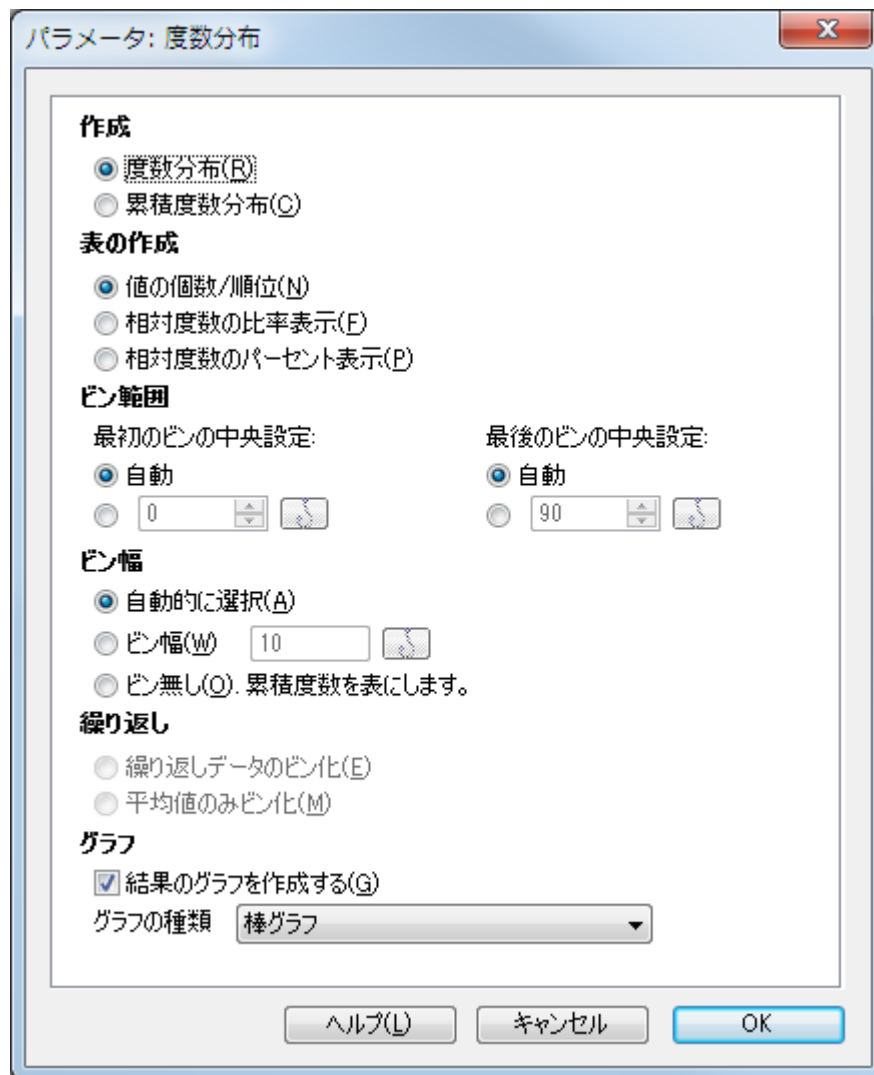 パラメータ: 度数分布
作成
度数分布(R)
累積度数分布(C)
表の作成
値の個数/順位(N)
相対度数の比率表示(F)
相対度数のパーセント表示(P)
ビン範囲
最初のビンの中央設定: 最後のビンの中央設定:
自動 自動
0 90
ビン幅
自動的に選択(A)
ビン幅(W) 10
ビン無し(O). 累積度数を表にします。
繰り返し
繰り返しデータのビン化(E)
平均値のみビン化(M)
グラフ
結果のグラフを作成する(G)
グラフの種類 棒グラフ
ヘルプ(L) キャンセル OK